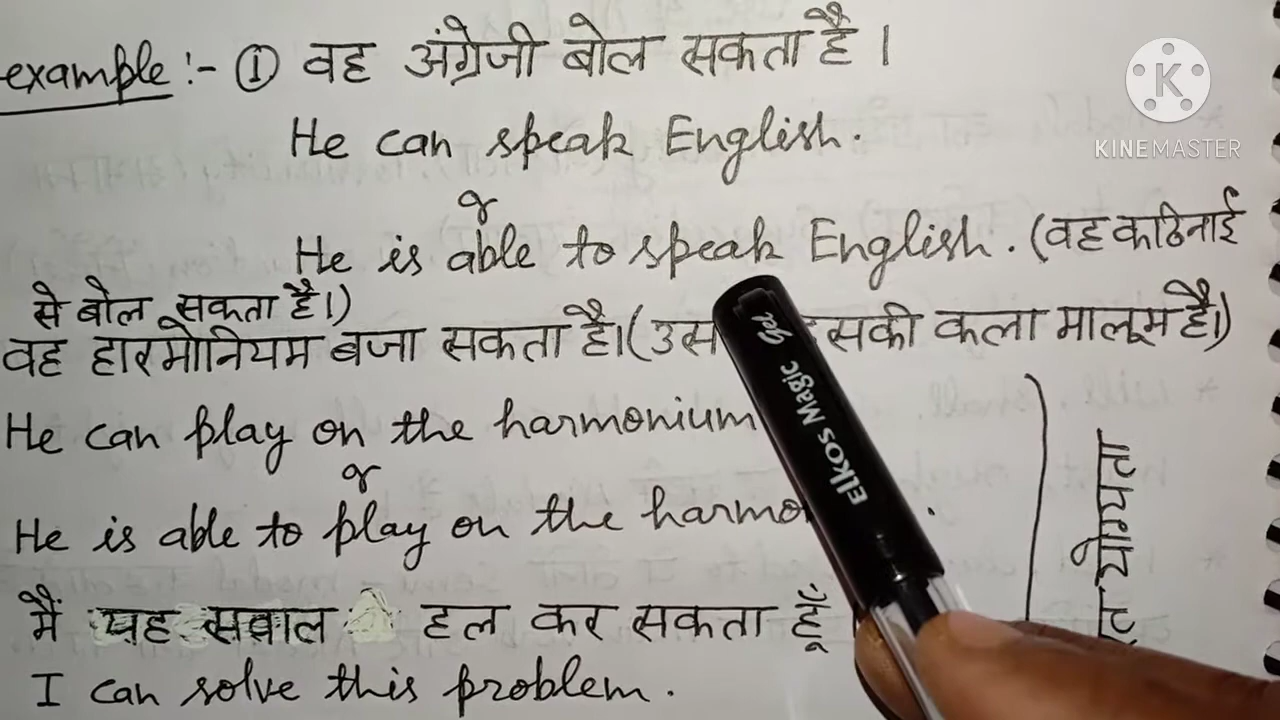 example :- ① वह अंग्रेजी बोल सकता है ।
He can speak English.
or
He is able to speak English. (वह कठिनाई
से बोल सकता है।)
वह हारमोनियम बजा सकता है। (उस सकी कला मालूम है।)
He can play on the harmonium
or
He is able to play on the harmo .
मैं यह सवाल हल कर सकता हूँ
I can solve this problem.
योग्यता
K
KINEMASTER
Elkos Magic gel